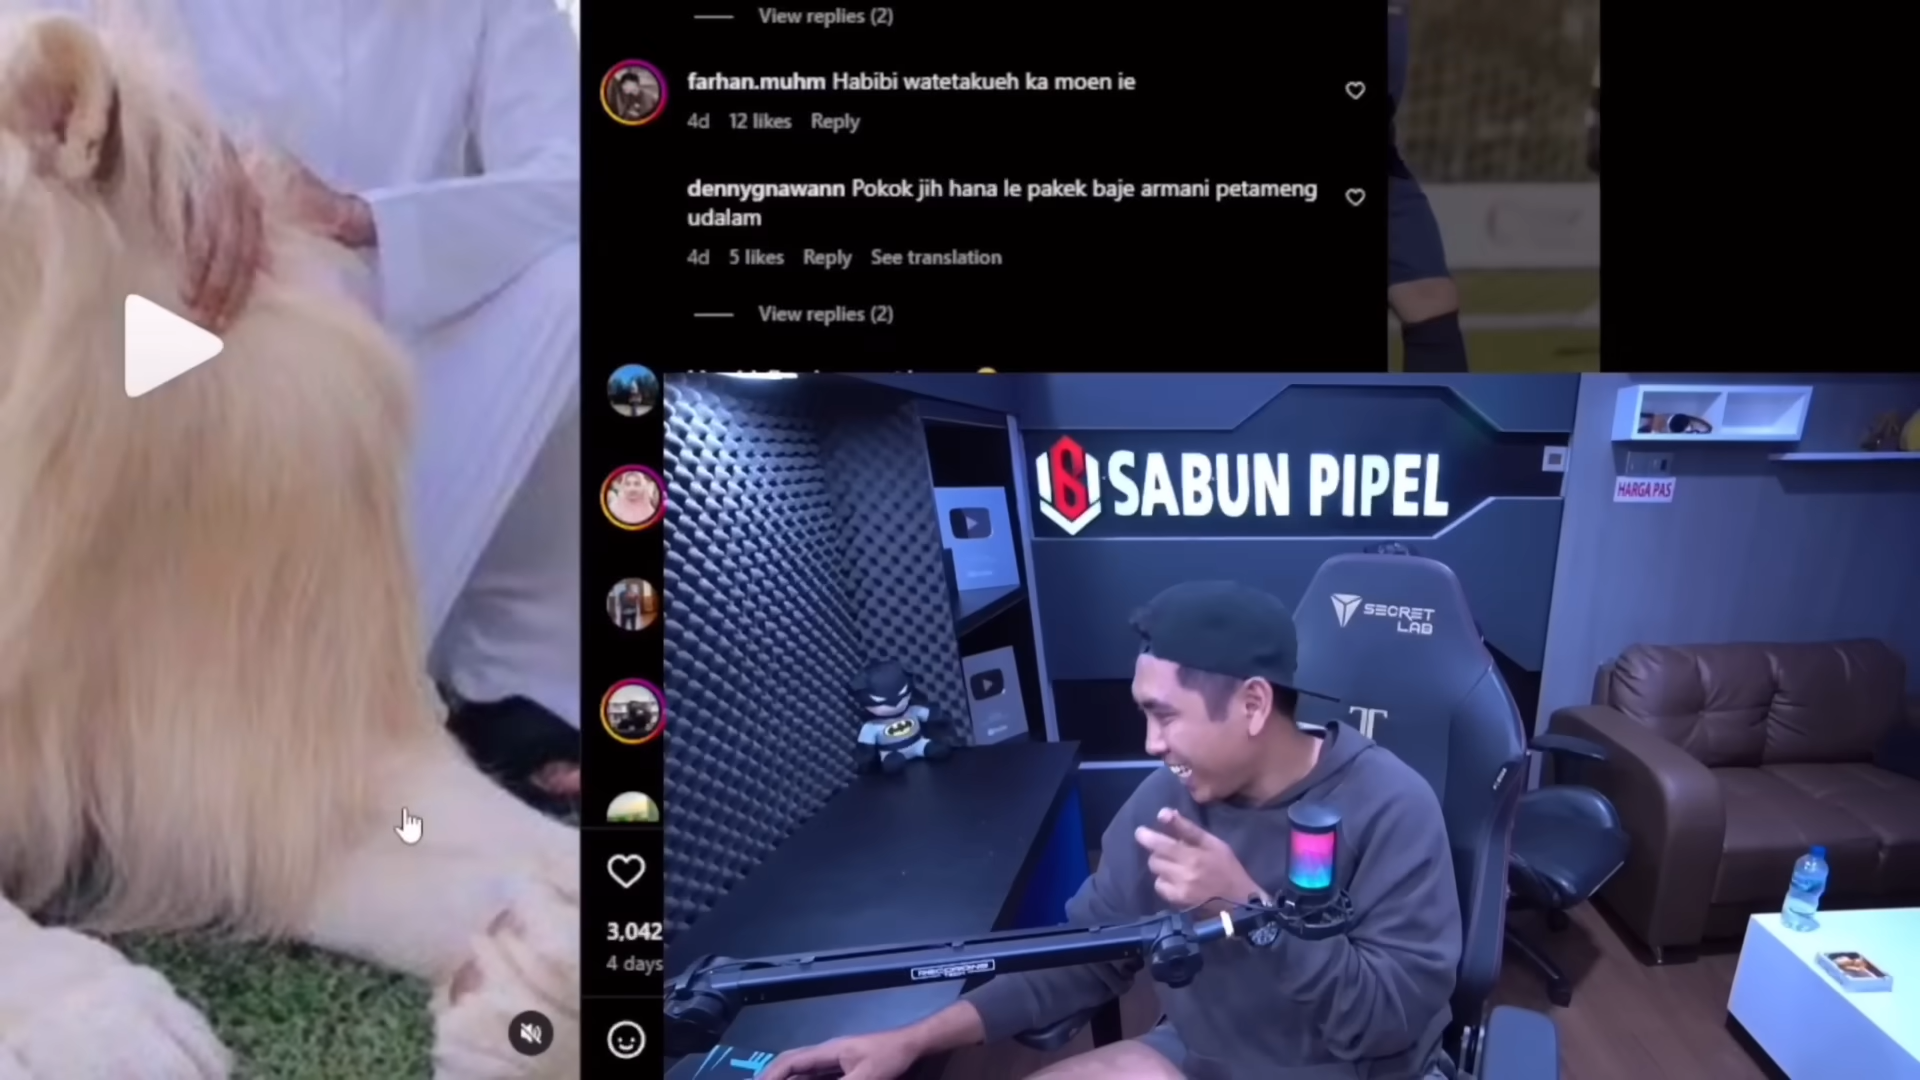 View replies (2)
farhan.muhm Habibi watetakueh ka moen ie
4d 12 likes Reply
dennygnawann Pokok jih hana le pakek baje armani petameng
udalam
4d 5 likes Reply See translation
View replies (2)
SABUN PIPEL
HARGA PAS
SECRET
LAB
3,042
4 days